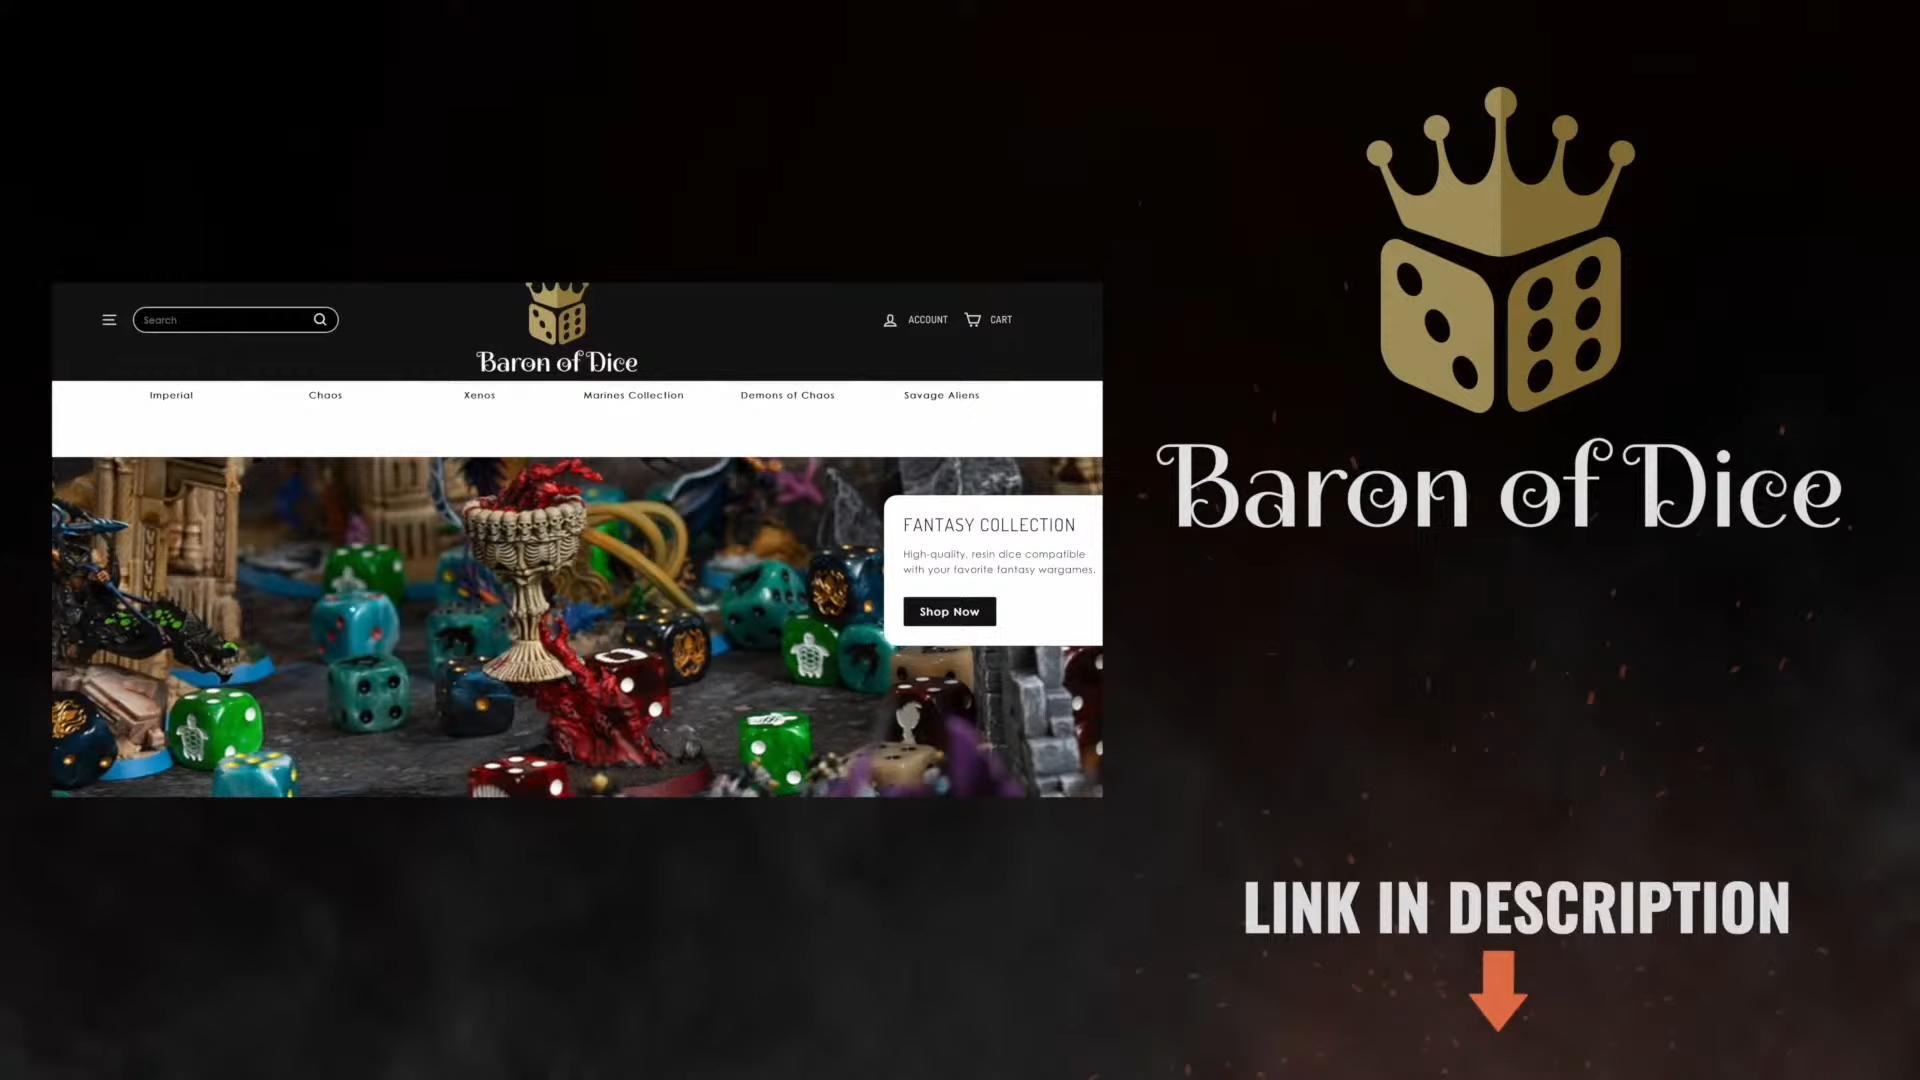 Search
Baron of Dice
ACCOUNT
CART
Imperial
Chaos
Xenos
Marines Collection
Demons of Chaos
Savage Aliens
FANTASY COLLECTION
High-quality, resin dice compatible
with your favorite fantasy wargames.
Shop Now
Baron of Dice
LINK IN DESCRIPTION